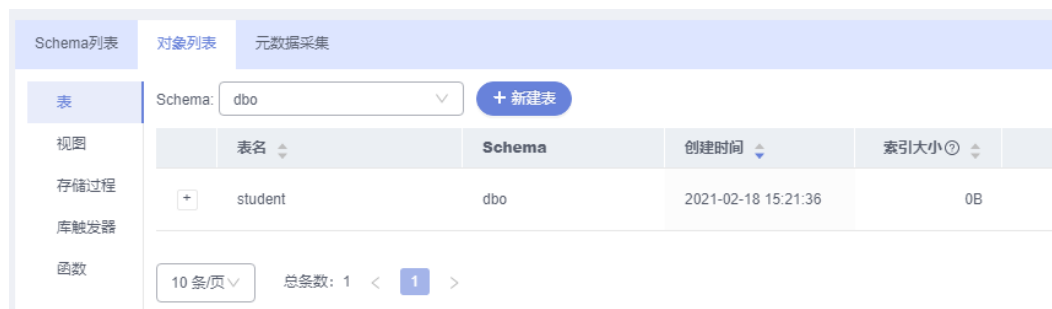 Schema列表 对象列表 元数据采集
表
视图
存储过程
库触发器
函数
Schema: dbo + 新建表
表名 Schema 创建时间 索引大小?
+ student dbo 2021-02-18 15:21:36 0B
10 条/页 总条数: 1 < 1 >